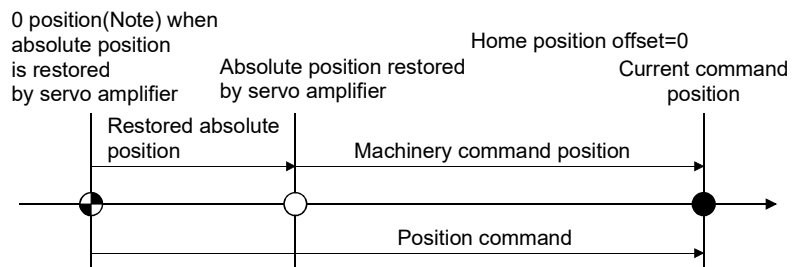 0 position(Note) when
absolute position
is restored
by servo amplifier
Absolute position restored
by servo amplifier
Home position offset=0
Current command
position
Restored absolute
position
Machinery command position
Position command